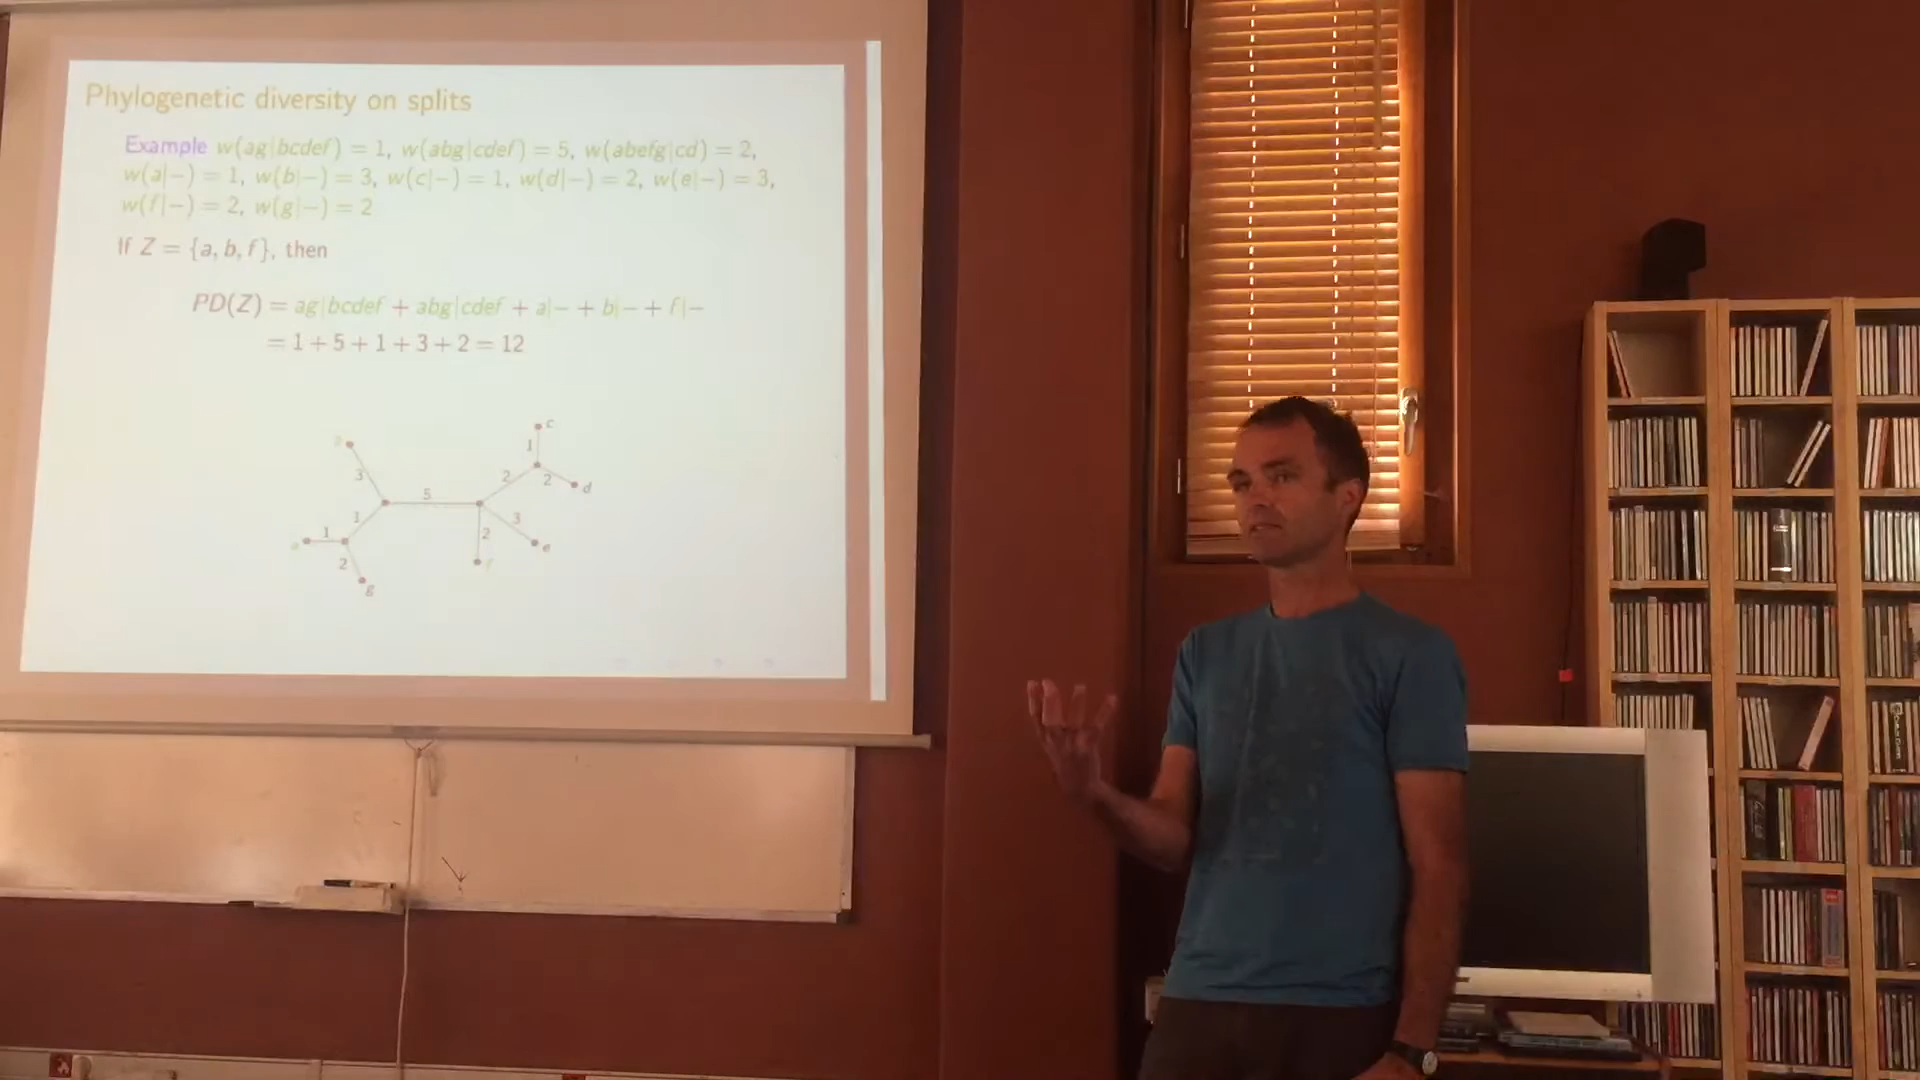 Phylogenetic diversity on splits
Example w(ag|bcdef) = 1, w(abg|cdef) = 5, w(abefg|cd) = 2,
w(a|−) = 1, w(b|−) = 3, w(c|−) = 1, w(d|−) = 2, w(e|−) = 3,
w(f|−) = 2, w(g|−) = 2
If Z = {a, b, f}, then
PD(Z) = ag|bcdef + abg|cdef + a|− + b|− + f|−
= 1 + 5 + 1 + 3 + 2 = 12
c
1
3
2
2
d
5
1
3
1
2
e
a
2
f
g